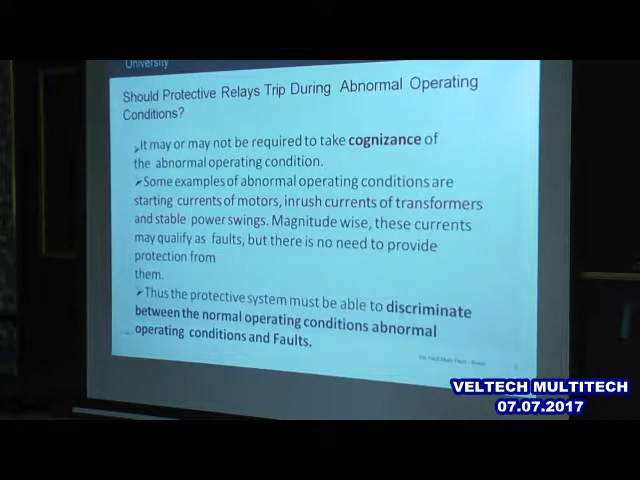 University
Should Protective Relays Trip During Abnormal Operating
Conditions?
➢It may or may not be required to take cognizance of
the abnormal operating condition.
➢Some examples of abnormal operating conditions are
starting currents of motors, inrush currents of transformers
and stable power swings. Magnitude wise, these currents
may qualify as faults, but there is no need to provide
protection from
them.
➢Thus the protective system must be able to discriminate
between the normal operating conditions abnormal
operating conditions and Faults.
VELTECH MULTITECH
07.07.2017